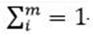 ∑ᵢᵐ = 1